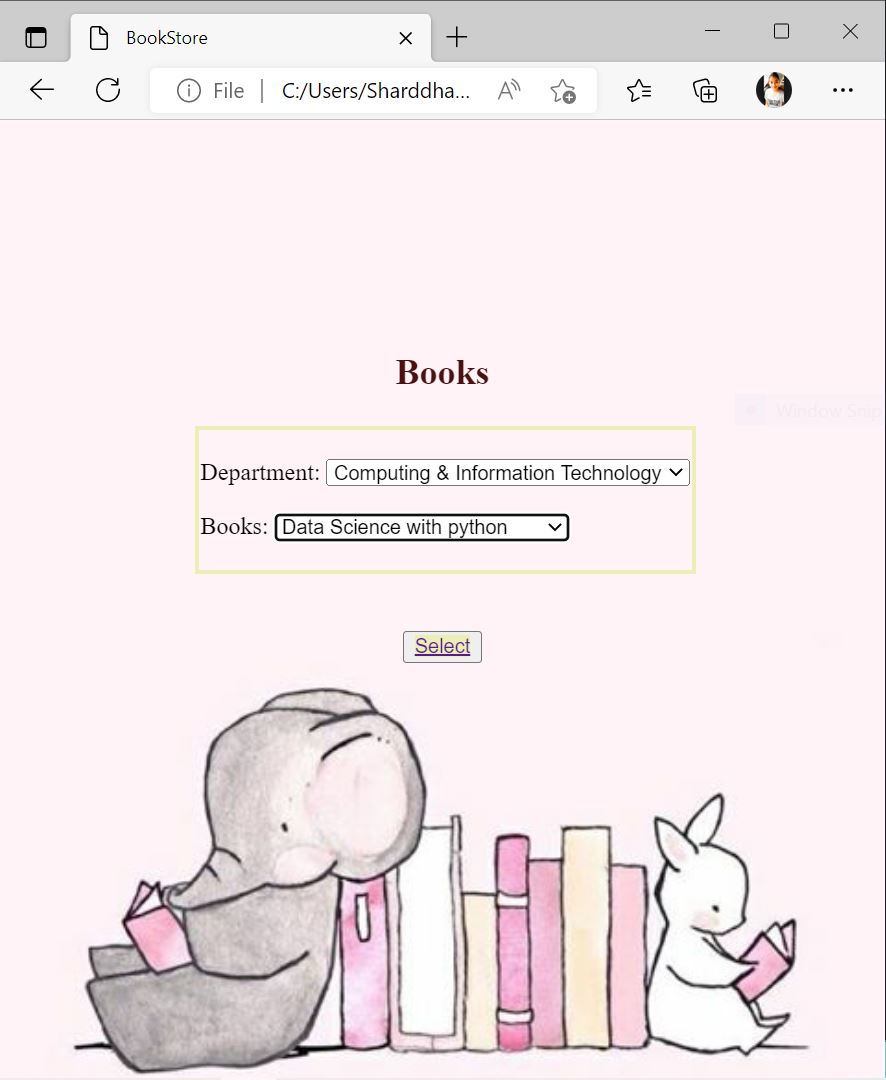 BookStore
File C:/Users/Sharddha...
Books
Window Snip
Department: Computing & Information Technology
Books: Data Science with python
Select